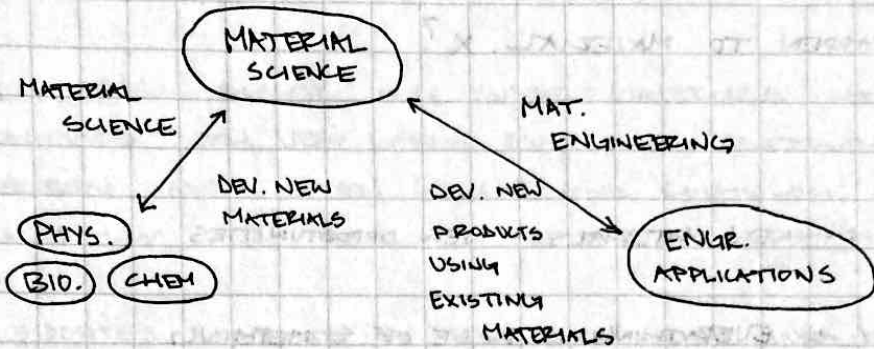 MATERIAL
SCIENCE
MATERIAL
SCIENCE
MAT.
ENGINEERING
DEV. NEW
MATERIALS
DEV. NEW
PRODUCTS
USING
EXISTING
MATERIALS
PHYS.
BIO.
CHEM
ENGR.
APPLICATIONS